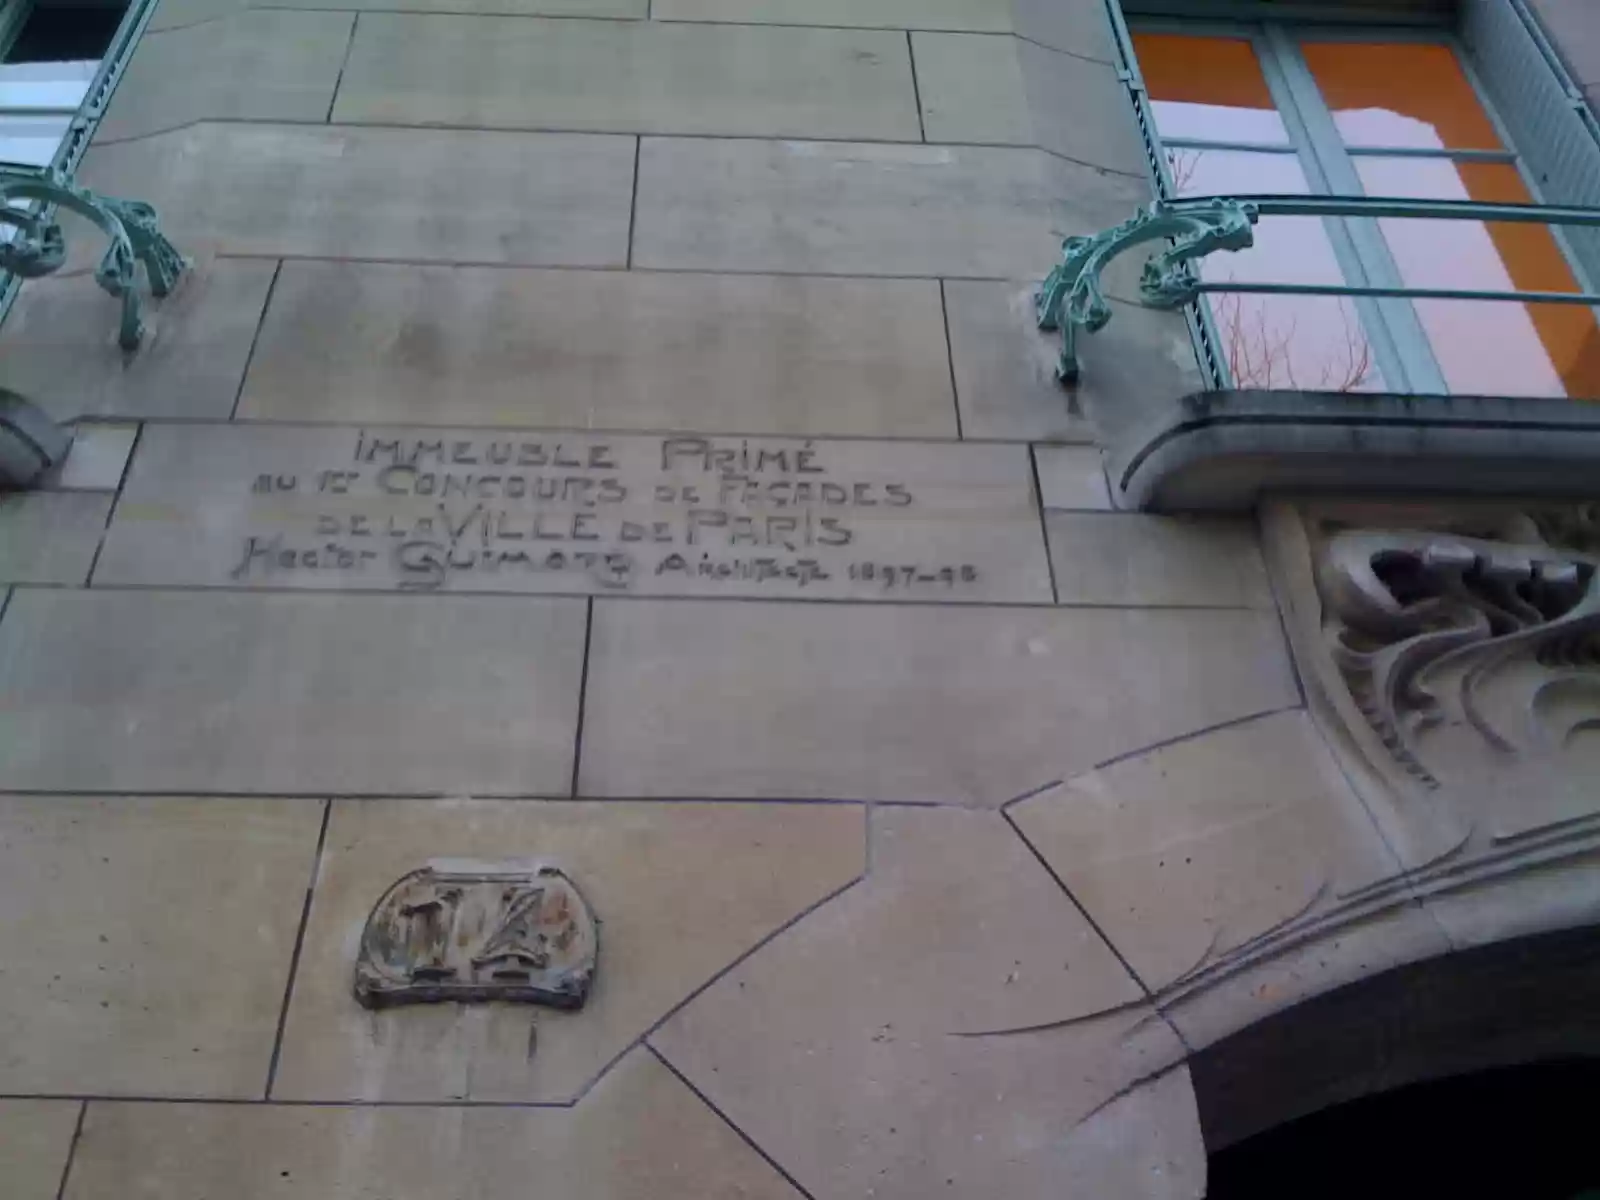 IMMEUBLE PRIMÉ
AU 1ER CONCOURS DE FAÇADES
DE LA VILLE DE PARIS
Hector GUIMARD ARCHITECTE 1897-98
14